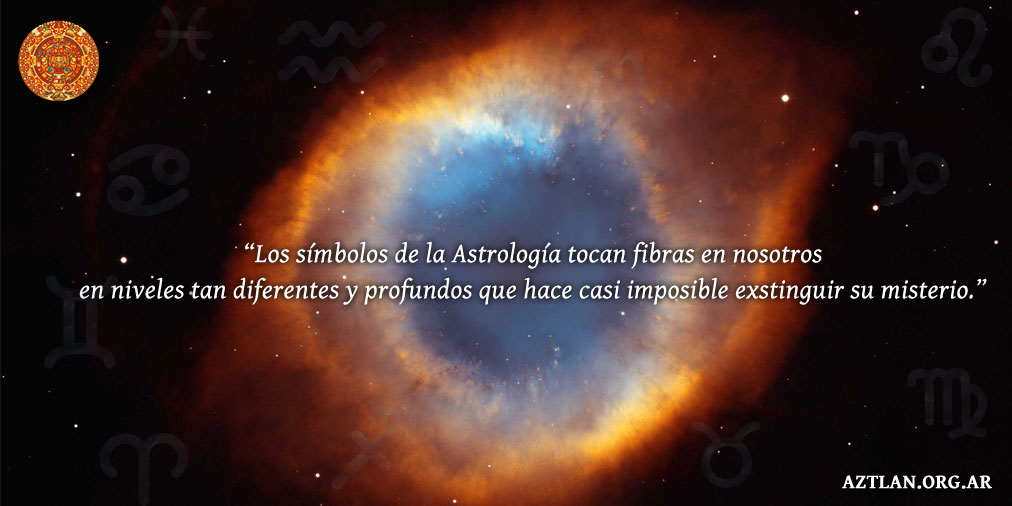 “Los símbolos de la Astrología tocan fibras en nosotros
en niveles tan diferentes y profundos que hace casi imposible exstinguir su misterio.”
AZTLAN.ORG.AR